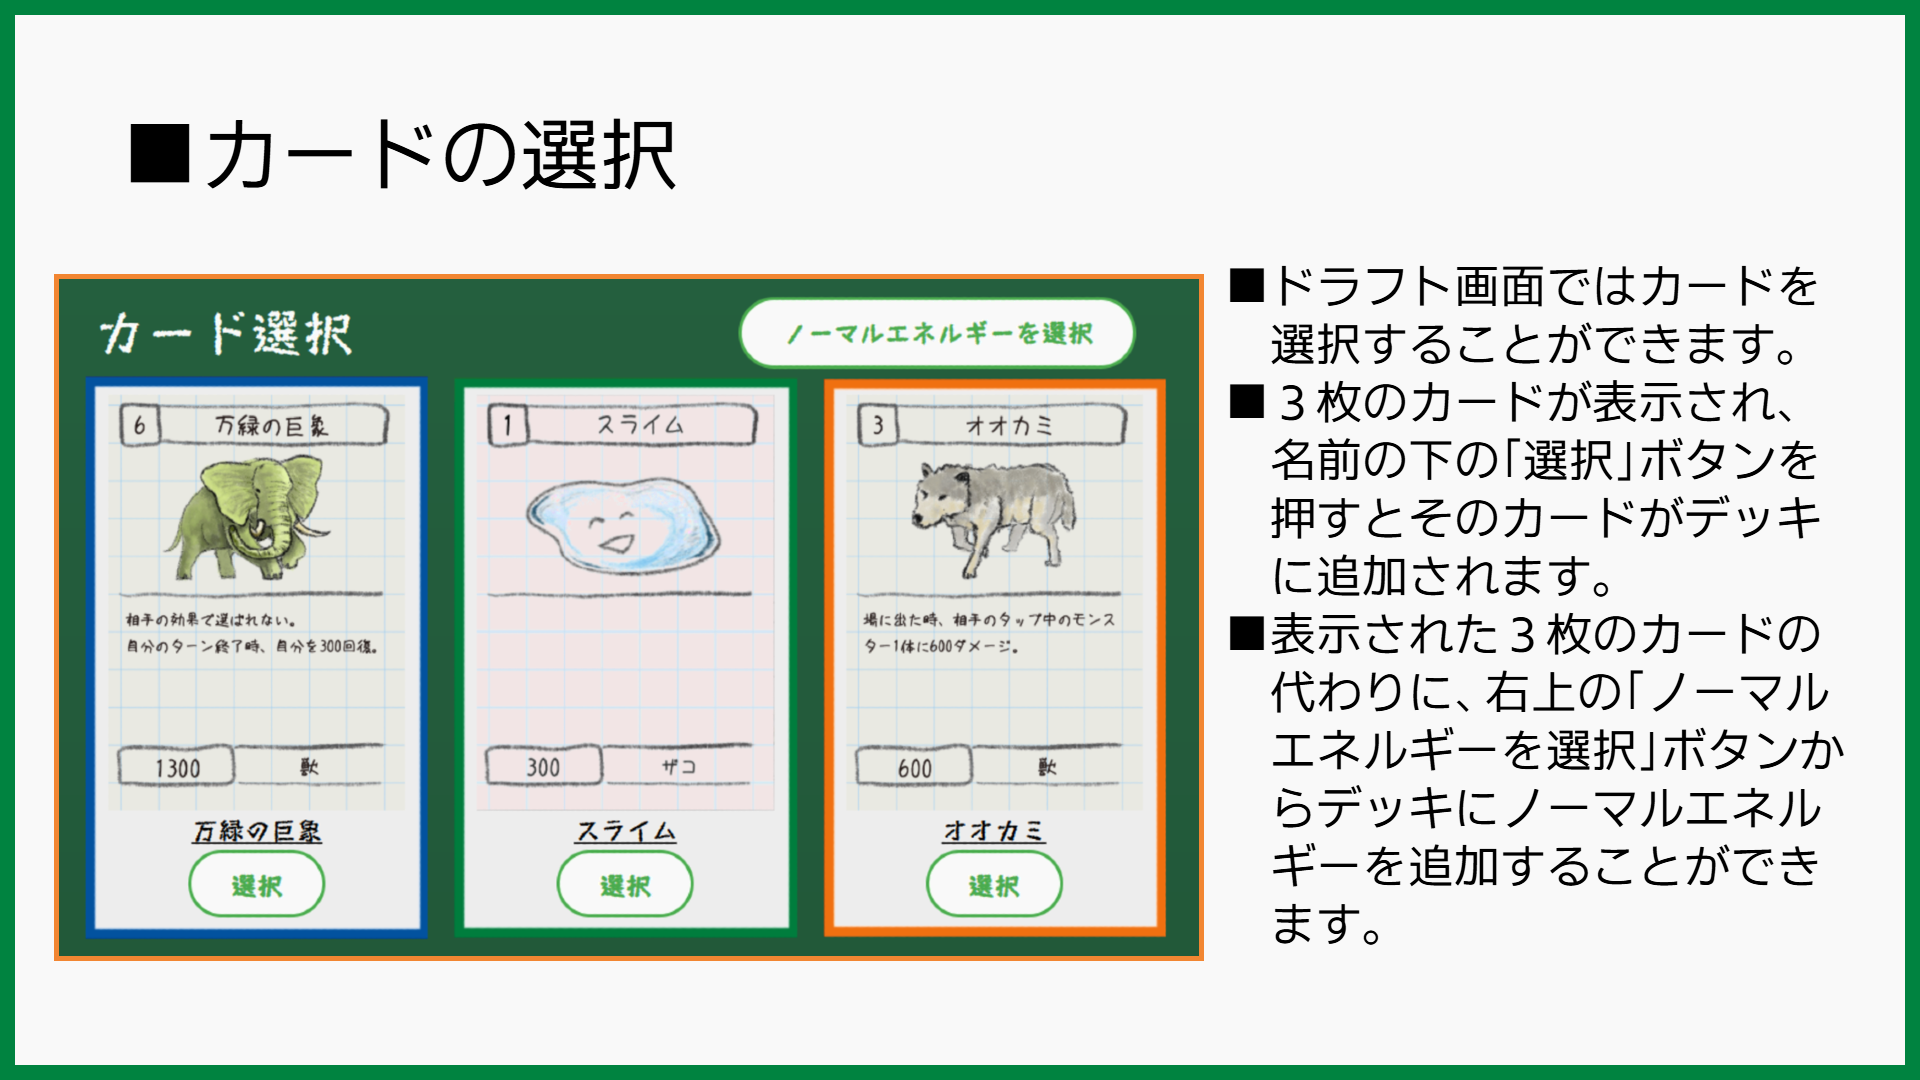 ■カードの選択
カード選択
ノーマルエネルギーを選択
6
万緑の巨象
相手の効果で選ばれない。
自分のターン終了時、自分を300回復。
1300
獣
万緑の巨象
選択
1
スライム
300
ザコ
スライム
選択
3
オオカミ
場に出た時、相手のタップ中のモンス
ター1体に600ダメージ。
600
獣
オオカミ
選択
■ドラフト画面ではカードを
選択することができます。
■３枚のカードが表示され、
名前の下の「選択」ボタンを
押すとそのカードがデッキ
に追加されます。
■表示された３枚のカードの
代わりに、右上の「ノーマル
エネルギーを選択」ボタンか
らデッキにノーマルエネル
ギーを追加することができ
ます。